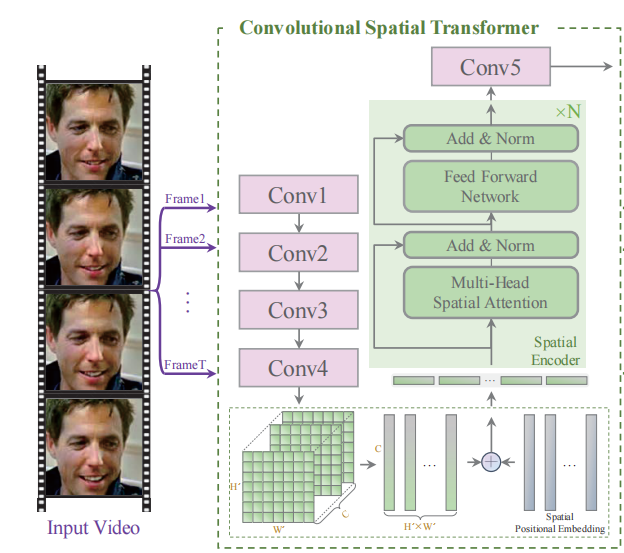 Convolutional Spatial Transformer
Conv5
×N
Add & Norm
Feed Forward
Network
Add & Norm
Multi-Head
Spatial Attention
Spatial
Encoder
Frame1
Frame2
⋮
FrameT
Conv1
Conv2
Conv3
Conv4
...
H''
W''
C
C
...
H''×W''
...
Spatial
Positional Embedding
Input Video